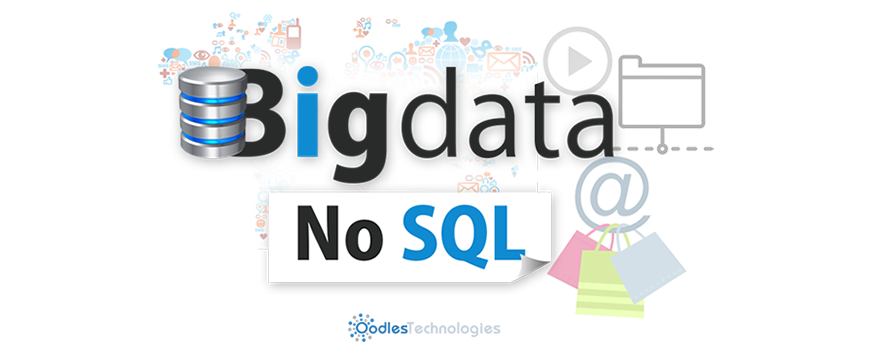 Bigdata
No SQL
@
OodlesTechnologies